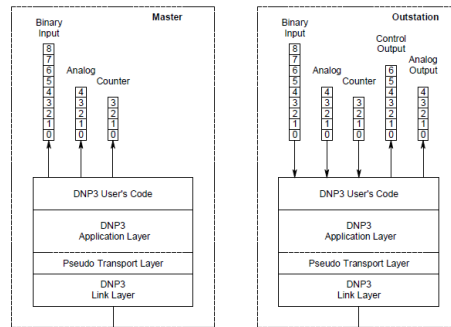 Master
Binary
Input
8
7
6
5
4
3
2
1
0
Analog
4
3
2
1
0
Counter
3
2
1
0
DNP3 User's Code
DNP3
Application Layer
Pseudo Transport Layer
DNP3
Link Layer
Outstation
Binary
Input
8
7
6
5
4
3
2
1
0
Analog
4
3
2
1
0
Counter
3
2
1
0
Control
Output
6
5
4
3
2
1
0
Analog
Output
4
3
2
1
0
DNP3 User's Code
DNP3
Application Layer
Pseudo Transport Layer
DNP3
Link Layer